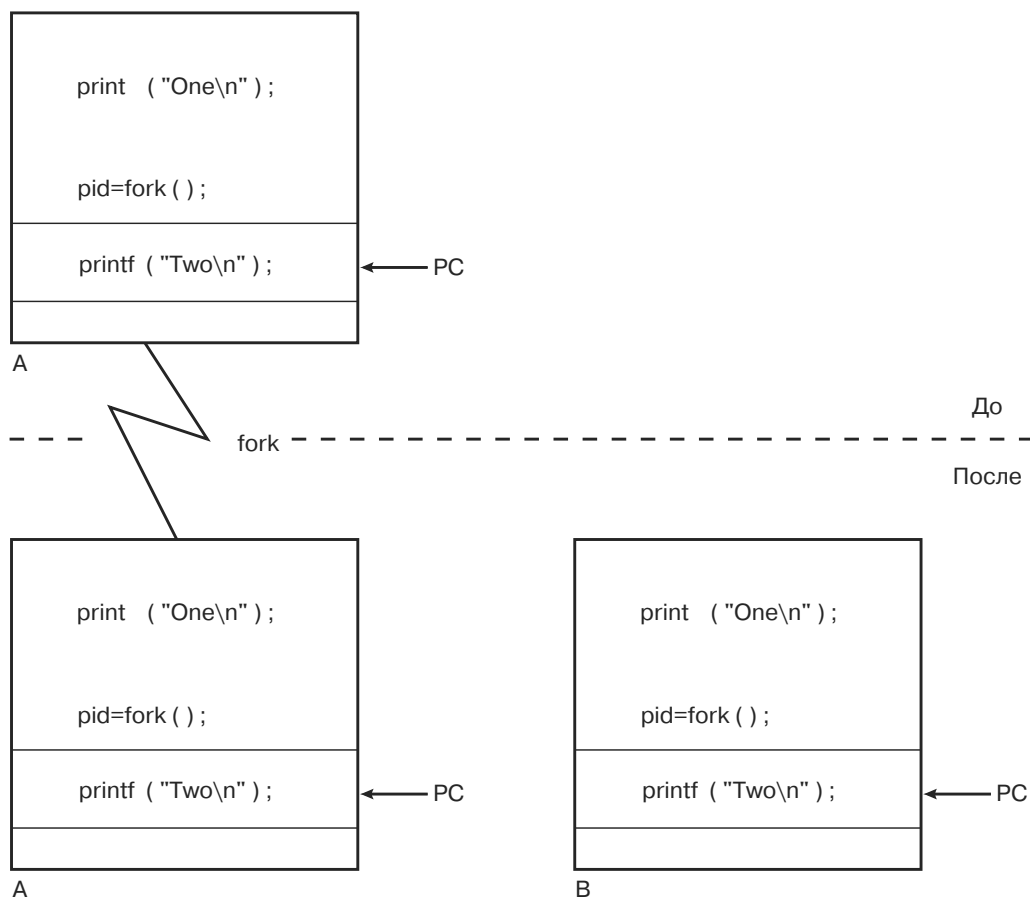 print ( "One\n" ) ;
pid=fork ( ) ;
printf ( "Two\n" ) ;
PC
A
До
fork
После
print ( "One\n" ) ;
print ( "One\n" ) ;
pid=fork ( ) ;
pid=fork ( ) ;
printf ( "Two\n" ) ;
PC
printf ( "Two\n" ) ;
PC
A
B